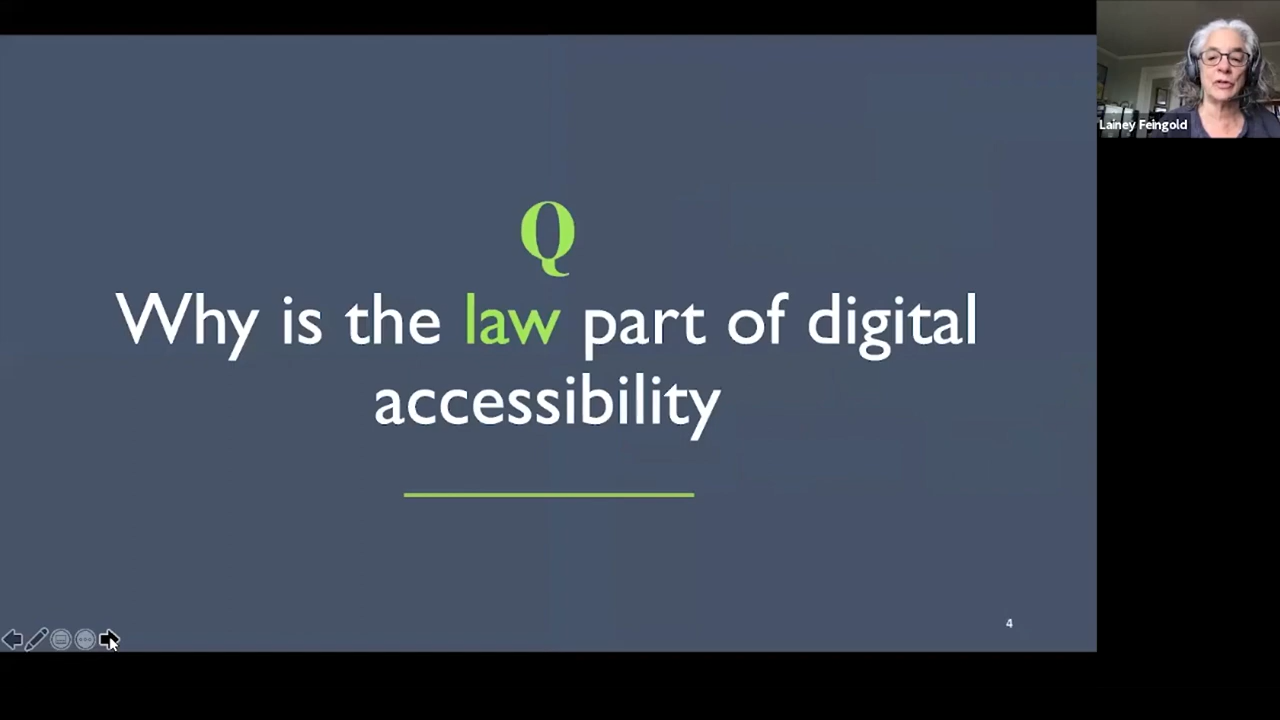 Lainey Feingold
Q
Why is the law part of digital
accessibility
4